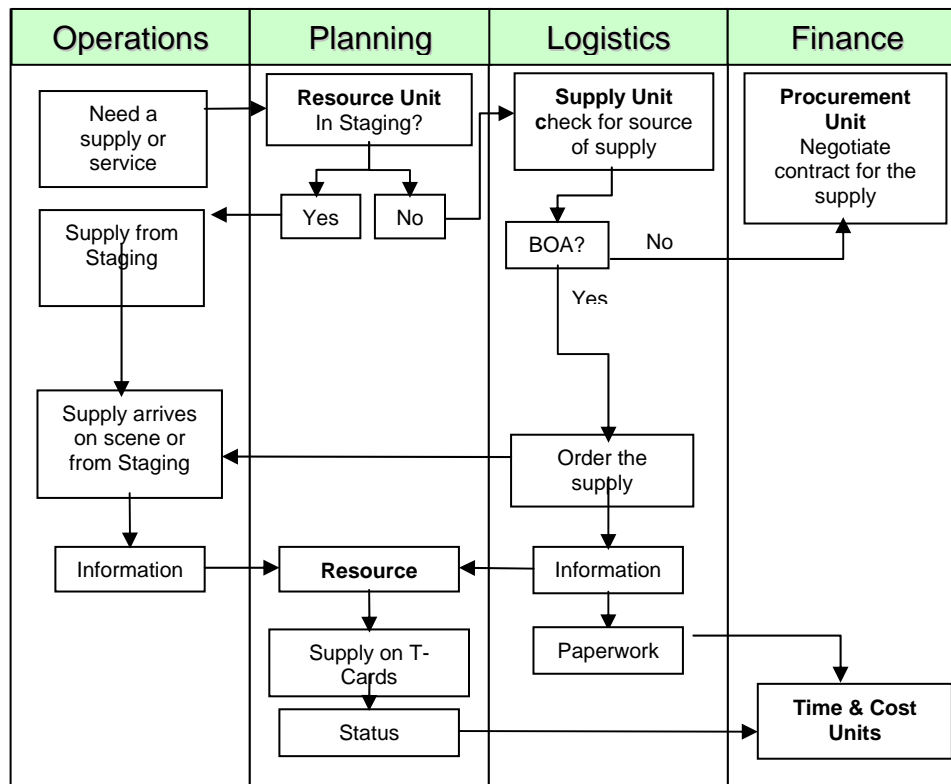 Operations
Planning
Logistics
Finance
Need a
supply or
service
Resource Unit
In Staging?
Supply Unit
check for source
of supply
Procurement
Unit
Negotiate
contract for the
supply
Yes
No
Supply from
Staging
BOA?
No
Yes
Supply arrives
on scene or
from Staging
Order the
supply
Information
Resource
Information
Supply on T-
Cards
Paperwork
Status
Time & Cost
Units